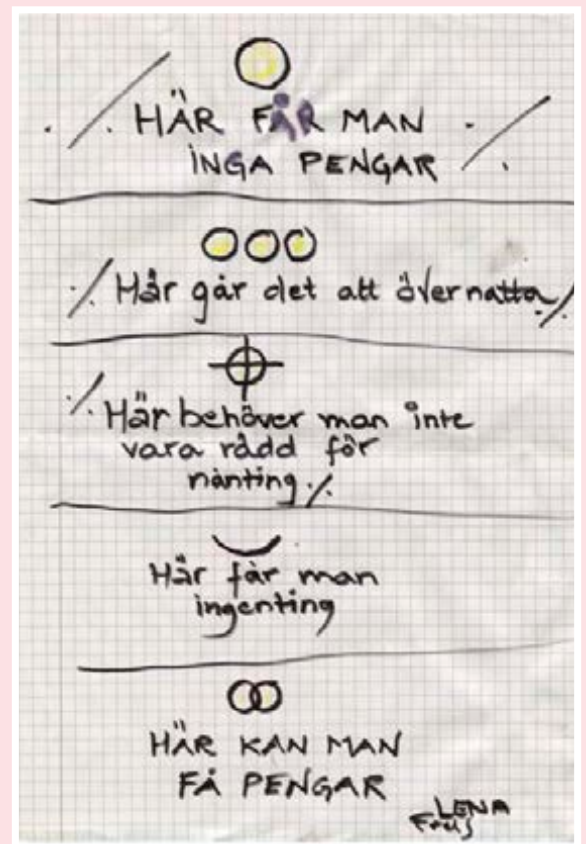 HÄR FÅR MAN
INGA PENGAR
Här går det att övernatta
Här behöver man inte
vara rädd för
nånting
Här får man
ingenting
HÄR KAN MAN
FÅ PENGAR
LENA